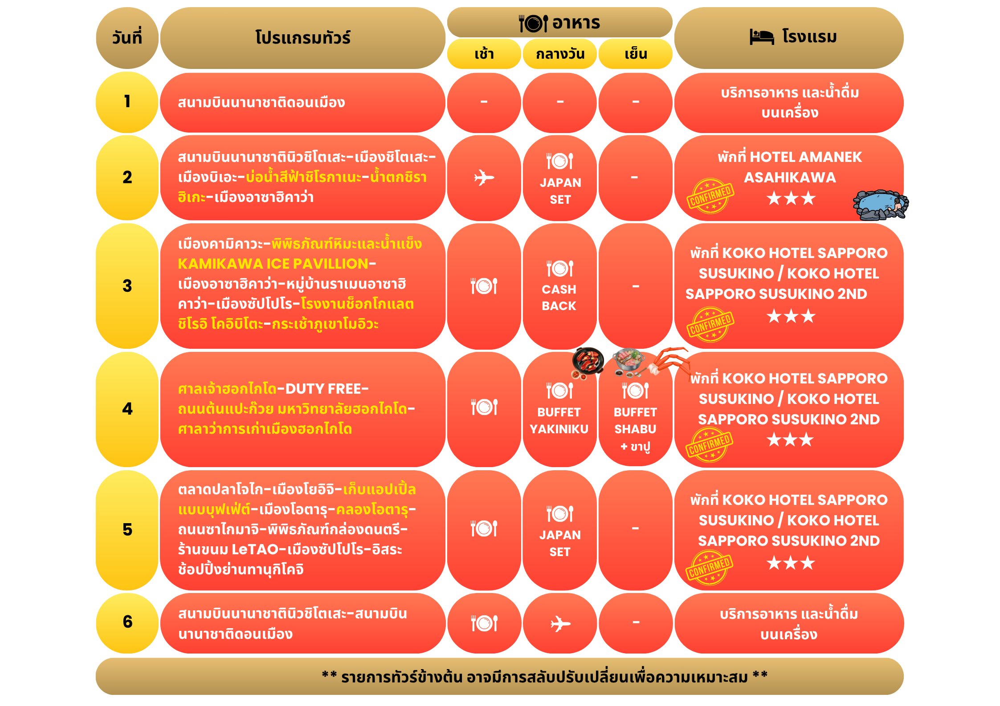 วันที่
โปรแกรมทัวร์
อาหาร
เช้า
กลางวัน
เย็น
โรงแรม
1
สนามบินนานาชาติดอนเมือง
-
-
-
บริการอาหาร และน้ำดื่ม
บนเครื่อง
2
สนามบินนานาชาตินิวชิโตเสะ-เมืองชิโตเสะ-
เมืองบิเอะ-บ่อน้ำสีฟ้าชิโรกาเนะ-น้ำตกชิรา
ฮิเกะ-เมืองอาซาฮิคาว่า
JAPAN
SET
-
พักที่ HOTEL AMANEK
ASAHIKAWA
CONFIRMED
3
เมืองคามิคาวะ-พิพิธภัณฑ์หิมะและน้ำแข็ง
KAMIKAWA ICE PAVILLION-
เมืองอาซาฮิคาว่า-หมู่บ้านราเมนอาซาฮิ
คาว่า-เมืองซัปโปโร-โรงงานช็อกโกแลต
ชิโรอิ โคอิบิโตะ-กระเช้าภูเขาโมอิวะ
CASH
BACK
-
พักที่ KOKO HOTEL SAPPORO
SUSUKINO / KOKO HOTEL
SAPPORO SUSUKINO 2ND
CONFIRMED
4
ศาลเจ้าฮอกไกโด-DUTY FREE-
ถนนต้นแปะก๊วย มหาวิทยาลัยฮอกไกโด-
ศาลาว่าการเก่าเมืองฮอกไกโด
BUFFET
YAKINIKU
BUFFET
SHABU
+ ขาปู
พักที่ KOKO HOTEL SAPPORO
SUSUKINO / KOKO HOTEL
SAPPORO SUSUKINO 2ND
CONFIRMED
5
ตลาดปลาโจไก-เมืองโยอิจิ-เก็บแอปเปิ้ล
แบบบุฟเฟ่ต์-เมืองโอตารุ-คลองโอตารุ-
ถนนซาไกมาจิ-พิพิธภัณฑ์กล่องดนตรี-
ร้านขนม LeTAO-เมืองซัปโปโร-อิสระ
ช้อปปิ้งย่านทานุกิโคจิ
JAPAN
SET
-
พักที่ KOKO HOTEL SAPPORO
SUSUKINO / KOKO HOTEL
SAPPORO SUSUKINO 2ND
CONFIRMED
6
สนามบินนานาชาตินิวชิโตเสะ-สนามบิน
นานาชาติดอนเมือง
-
บริการอาหาร และน้ำดื่ม
บนเครื่อง
** รายการทัวร์ข้างต้น อาจมีการสลับปรับเปลี่ยนเพื่อความเหมาะสม **